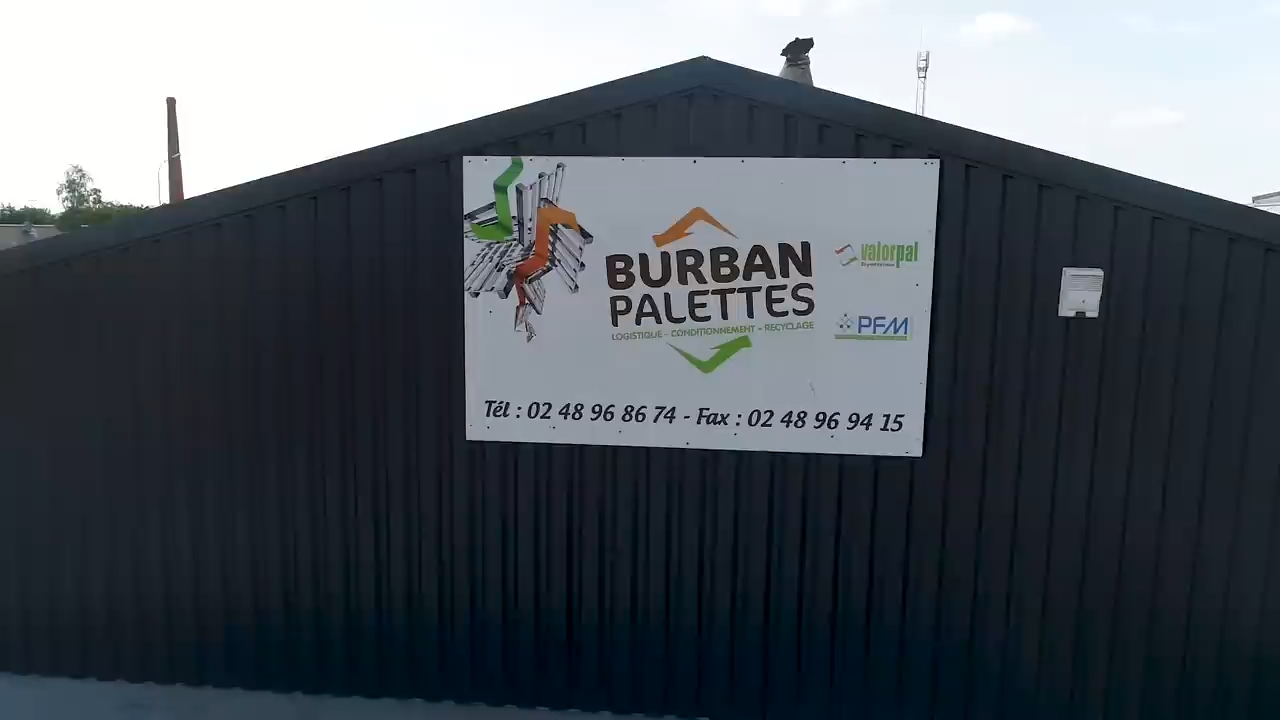 BURBAN
PALETTES
LOGISTIQUE - CONDITIONNEMENT - RECYCLAGE
valorpal
PFM
Tél : 02 48 96 86 74 - Fax : 02 48 96 94 15